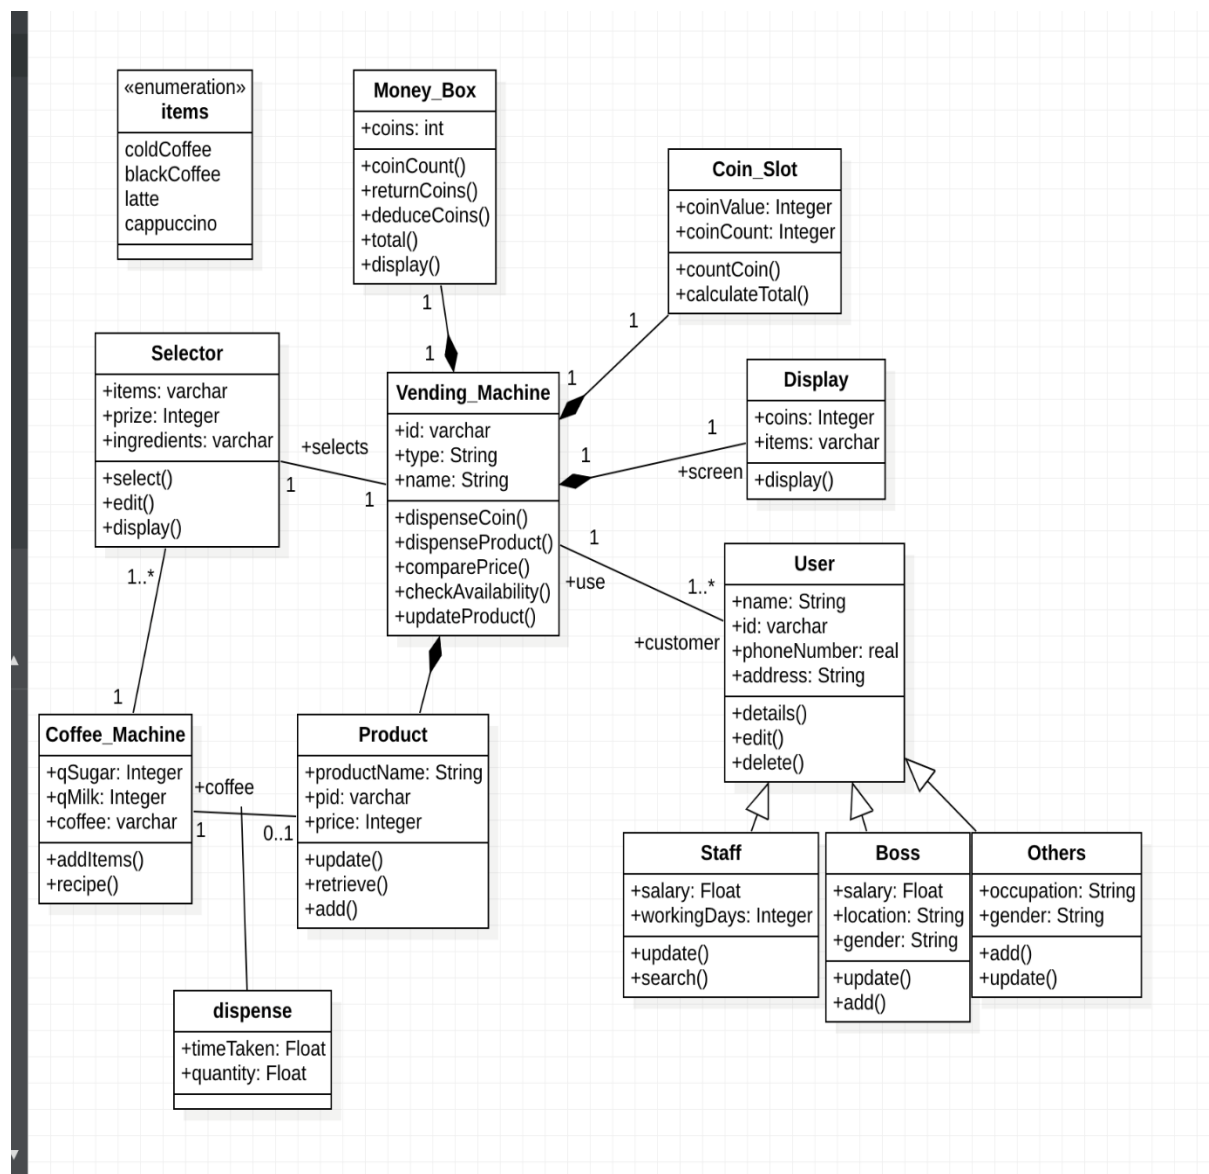 «enumeration»
items
coldCoffee
blackCoffee
latte
cappuccino
Money_Box
+coins: int
+coinCount()
+returnCoins()
+deduceCoins()
+total()
+display()
1
1
Coin_Slot
+coinValue: Integer
+coinCount: Integer
+countCoin()
+calculateTotal()
1
1
Selector
+items: varchar
+prize: Integer
+ingredients: varchar
+select()
+edit()
+display()
+selects
1
1
Vending_Machine
+id: varchar
+type: String
+name: String
+dispenseCoin()
+dispenseProduct()
+comparePrice()
+checkAvailability()
+updateProduct()
Display
+coins: Integer
+items: varchar
+display()
1
1
+screen
1
+use
1..*
+customer
User
+name: String
+id: varchar
+phoneNumber: real
+address: String
+details()
+edit()
+delete()
1..*
1
Coffee_Machine
+qSugar: Integer
+qMilk: Integer
+coffee: varchar
+addItems()
+recipe()
+coffee
1
0..1
Product
+productName: String
+pid: varchar
+price: Integer
+update()
+retrieve()
+add()
Staff
+salary: Float
+workingDays: Integer
+update()
+search()
Boss
+salary: Float
+location: String
+gender: String
+update()
+add()
Others
+occupation: String
+gender: String
+add()
+update()
dispense
+timeTaken: Float
+quantity: Float